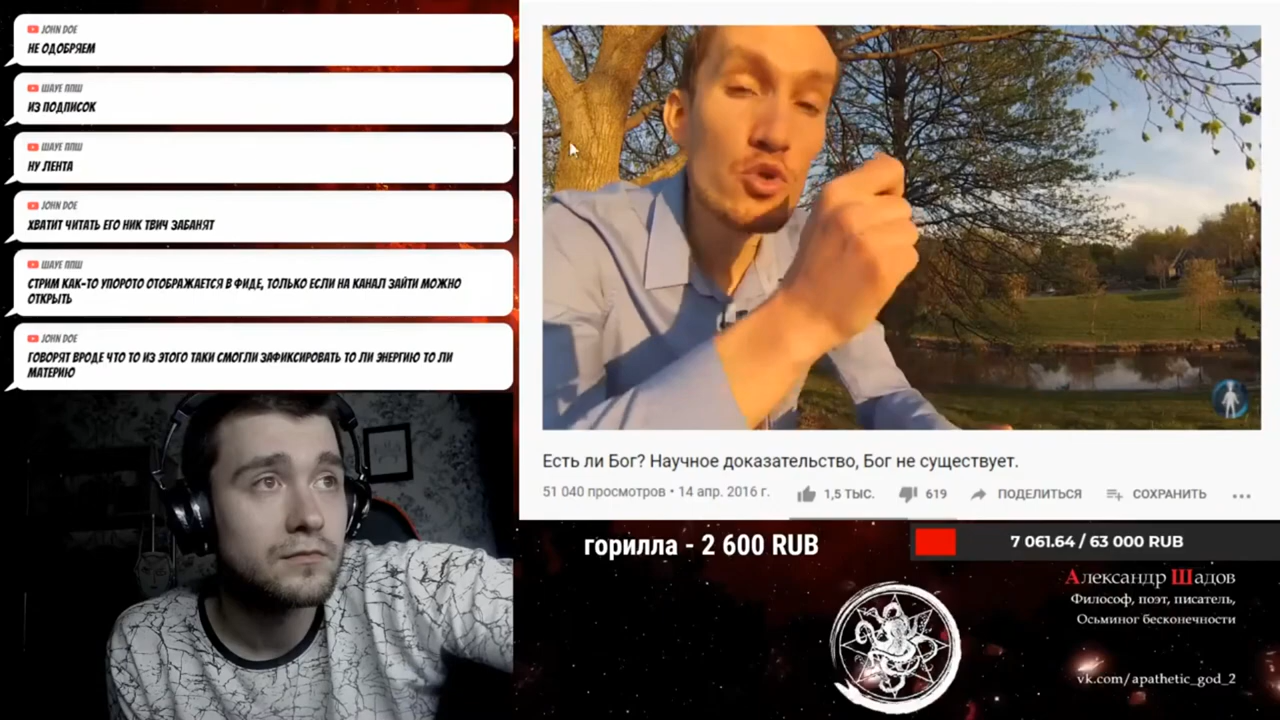 JOHN DOE
НЕ ОДОБРЯЕМ
ШАУЕ ППШ
ИЗ ПОДПИСОК
ШАУЕ ППШ
НУ ЛЕНТА
JOHN DOE
ХВАТИТ ЧИТАТЬ ЕГО НИК ТВИЧ ЗАБАНЯТ
ШАУЕ ППШ
СТРИМ КАК-ТО УПОРОТО ОТОБРАЖАЕТСЯ В ФИДЕ, ТОЛЬКО ЕСЛИ НА КАНАЛ ЗАЙТИ МОЖНО
ОТКРЫТЬ
JOHN DOE
ГОВОРЯТ ВРОДЕ ЧТО ТО ИЗ ЭТОГО ТАКИ СМОГЛИ ЗАФИКСИРОВАТЬ ТО ЛИ ЭНЕРГИЮ ТО ЛИ
МАТЕРИЮ
Есть ли Бог? Научное доказательство, Бог не существует.
51 040 просмотров • 14 апр. 2016 г.
1,5 ТЫС.
619
ПОДЕЛИТЬСЯ
СОХРАНИТЬ
горилла - 2 600 RUB
7 061.64 / 63 000 RUB
Александр Шадов
Философ, поэт, писатель,
Осьминог бесконечности
vk.com/apathetic_god_2